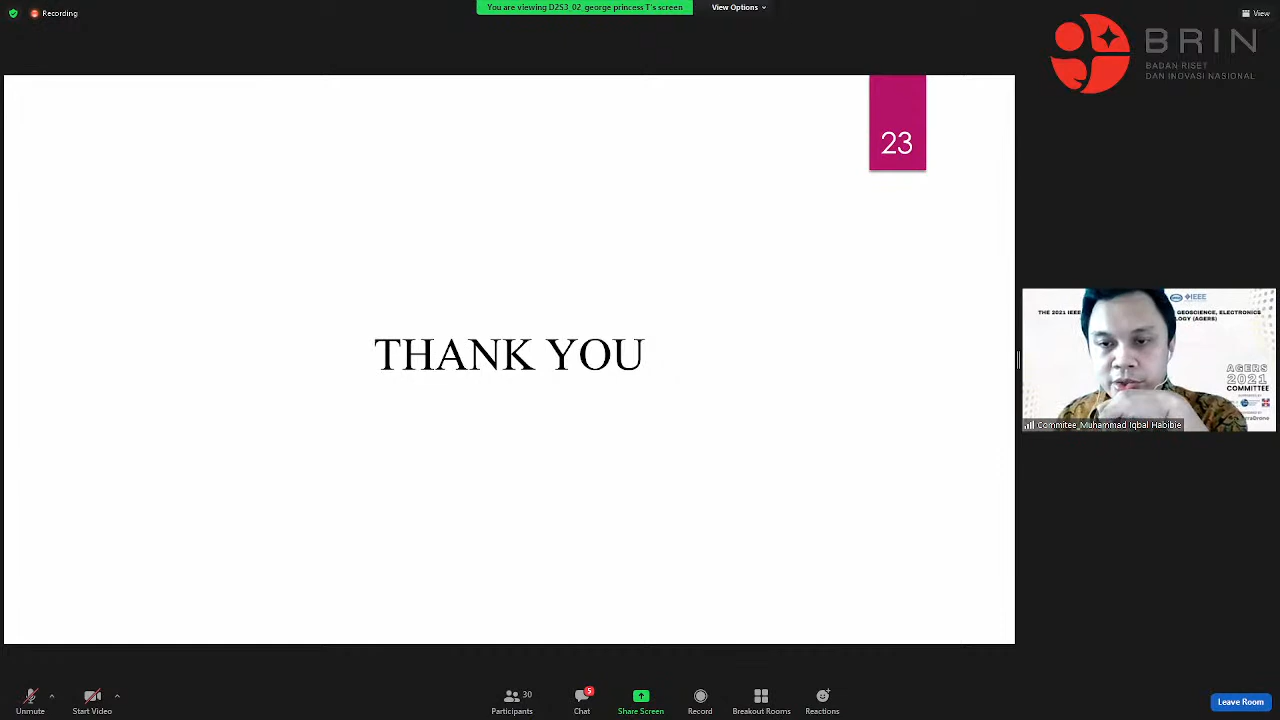 Recording
You are viewing D2S3_02_george princess T's screen
View Options
View
BRIN
BADAN RISET
DAN INOVASI NASIONAL
23
THANK YOU
IEEE
THE 2021 IEEE
GEOSCIENCE, ELECTRONICS
(AGERS)
AGERS
2021
COMMITTEE
Commitee_Muhammad Iqbal Habibie
Unmute
Start Video
30
Participants
5
Chat
Share Screen
Record
Breakout Rooms
Reactions
Leave Room